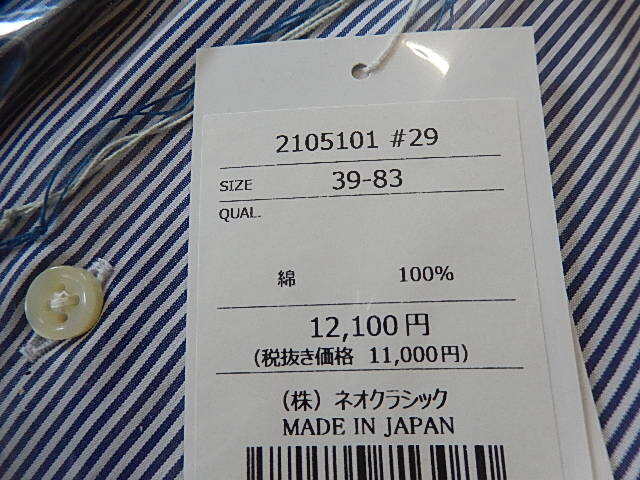 2105101 #29
SIZE 39-83
QUAL.
綿 100%
12,100円
(税抜き価格 11,000円)
(株) ネオクラシック
MADE IN JAPAN